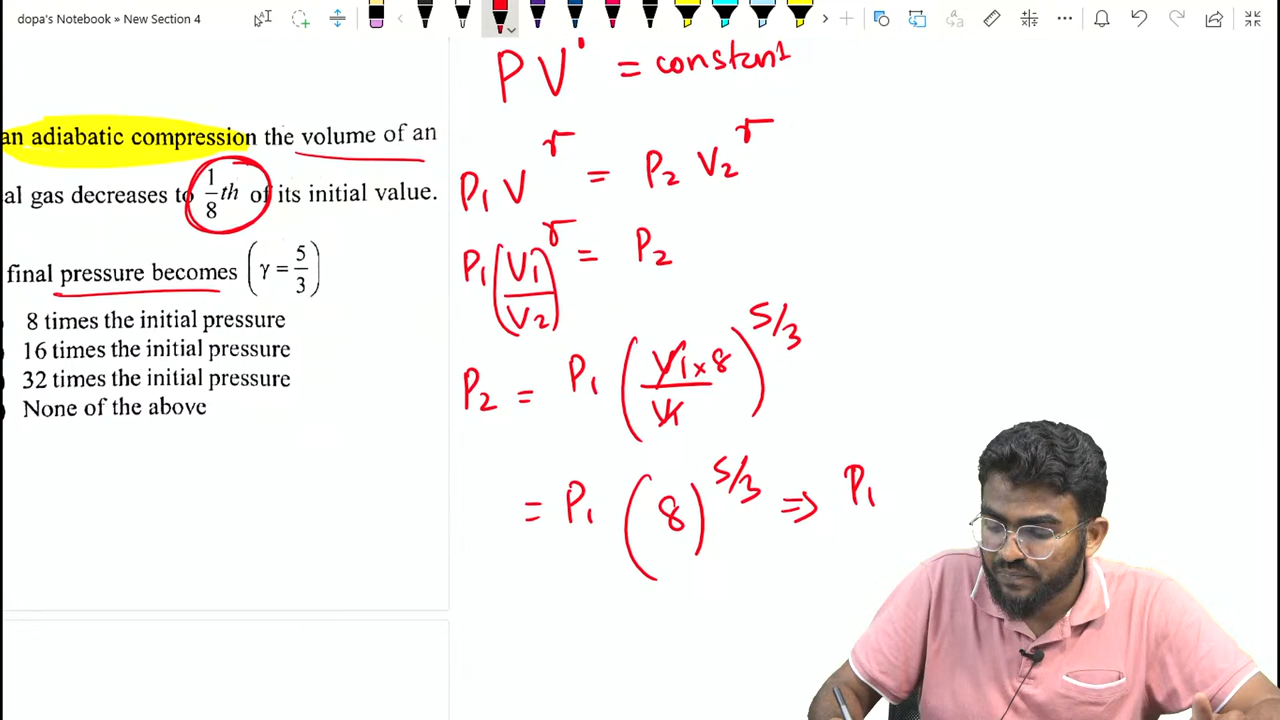 dopa's Notebook » New Section 4
PVʳ = constant
an adiabatic compression the volume of an
al gas decreases to 1/8 th of its initial value.
final pressure becomes (γ = 5/3)
8 times the initial pressure
16 times the initial pressure
32 times the initial pressure
None of the above
P₁ V^r = P₂ V₂^r
P₁ (V₁/V₂)^r = P₂
P₂ = P₁ (V₁ × 8 / V₁)^5/3
= P₁ (8)^5/3 ⇒ P₁